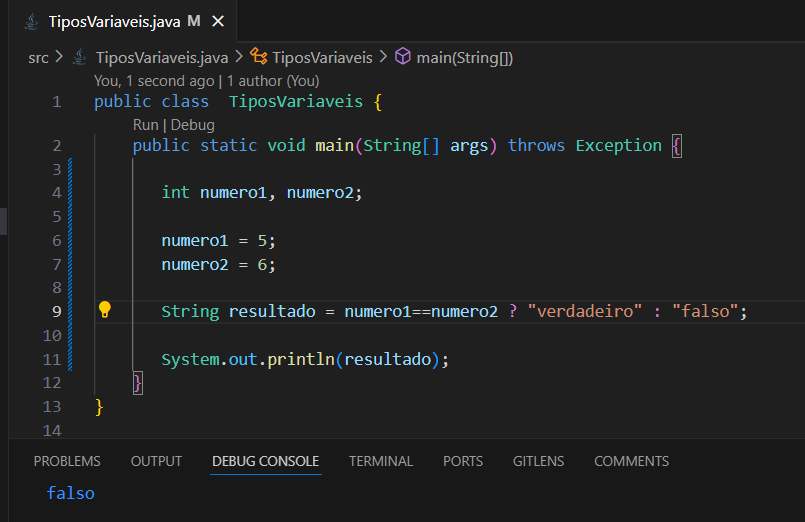 TiposVariaveis.java M ×
src > TiposVariaveis.java > TiposVariaveis > main(String[])
You, 1 second ago | 1 author (You)
1 public class  TiposVariaveis {
Run | Debug
2 public static void main(String[] args) throws Exception {
3
4 int numero1, numero2;
5
6 numero1 = 5;
7 numero2 = 6;
8
9 String resultado = numero1==numero2 ? "verdadeiro" : "falso";
10
11 System.out.println(resultado);
12 }
13 }
14
PROBLEMS OUTPUT DEBUG CONSOLE TERMINAL PORTS GITLENS COMMENTS
falso